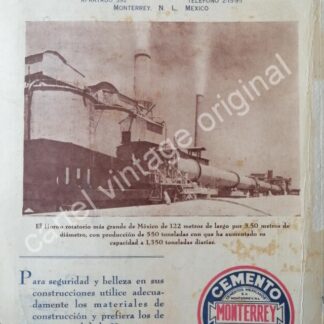 APARTADO 392 TELEFONO
MONTERREY, N. L., MEXICO
cartel vintage original
El Horno rotatorio más grande de México de 122 metros de largo por 3.50 metros de
diámetro, con producción de 550 toneladas con que ha aumentado su
capacidad a 1,350 toneladas diarias.
Para seguridad y belleza en sus
construcciones utilice adecua-
damente los materiales de
construcción y prefiera los de
CEMENTO
MONTERREY